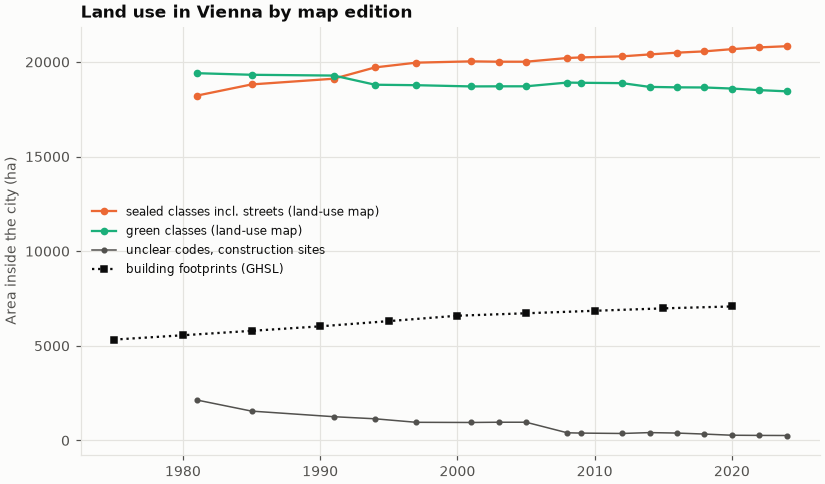 Land use in Vienna by map edition
Area inside the city (ha)
20000
15000
10000
5000
0
sealed classes incl. streets (land-use map)
green classes (land-use map)
unclear codes, construction sites
building footprints (GHSL)
1980
1990
2000
2010
2020